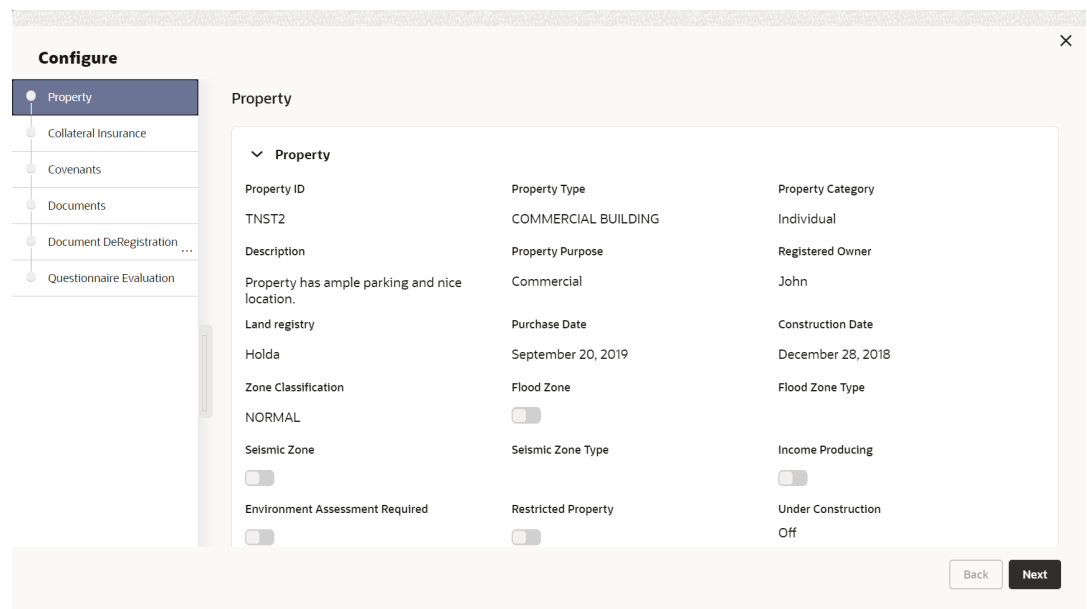 Configure
Property
Collateral Insurance
Covenants
Documents
Document DeRegistration ...
Questionnaire Evaluation
Property
Property
Property ID
Property Type
Property Category
TNST2
COMMERCIAL BUILDING
Individual
Description
Property Purpose
Registered Owner
Property has ample parking and nice
location.
Commercial
John
Land registry
Purchase Date
Construction Date
Holda
September 20, 2019
December 28, 2018
Zone Classification
Flood Zone
Flood Zone Type
NORMAL
Seismic Zone
Seismic Zone Type
Income Producing
Environment Assessment Required
Restricted Property
Under Construction
Off
Back
Next